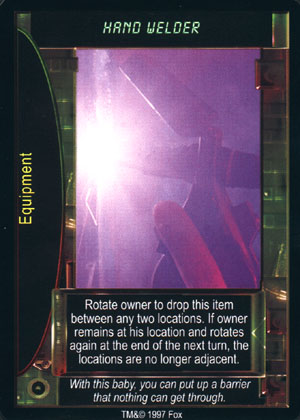 HAND WELDER
Equipment
Rotate owner to drop this item
between any two locations. If owner
remains at his location and rotates
again at the end of the next turn, the
locations are no longer adjacent.
With this baby, you can put up a barrier
that nothing can get through.
TM&© 1997 Fox